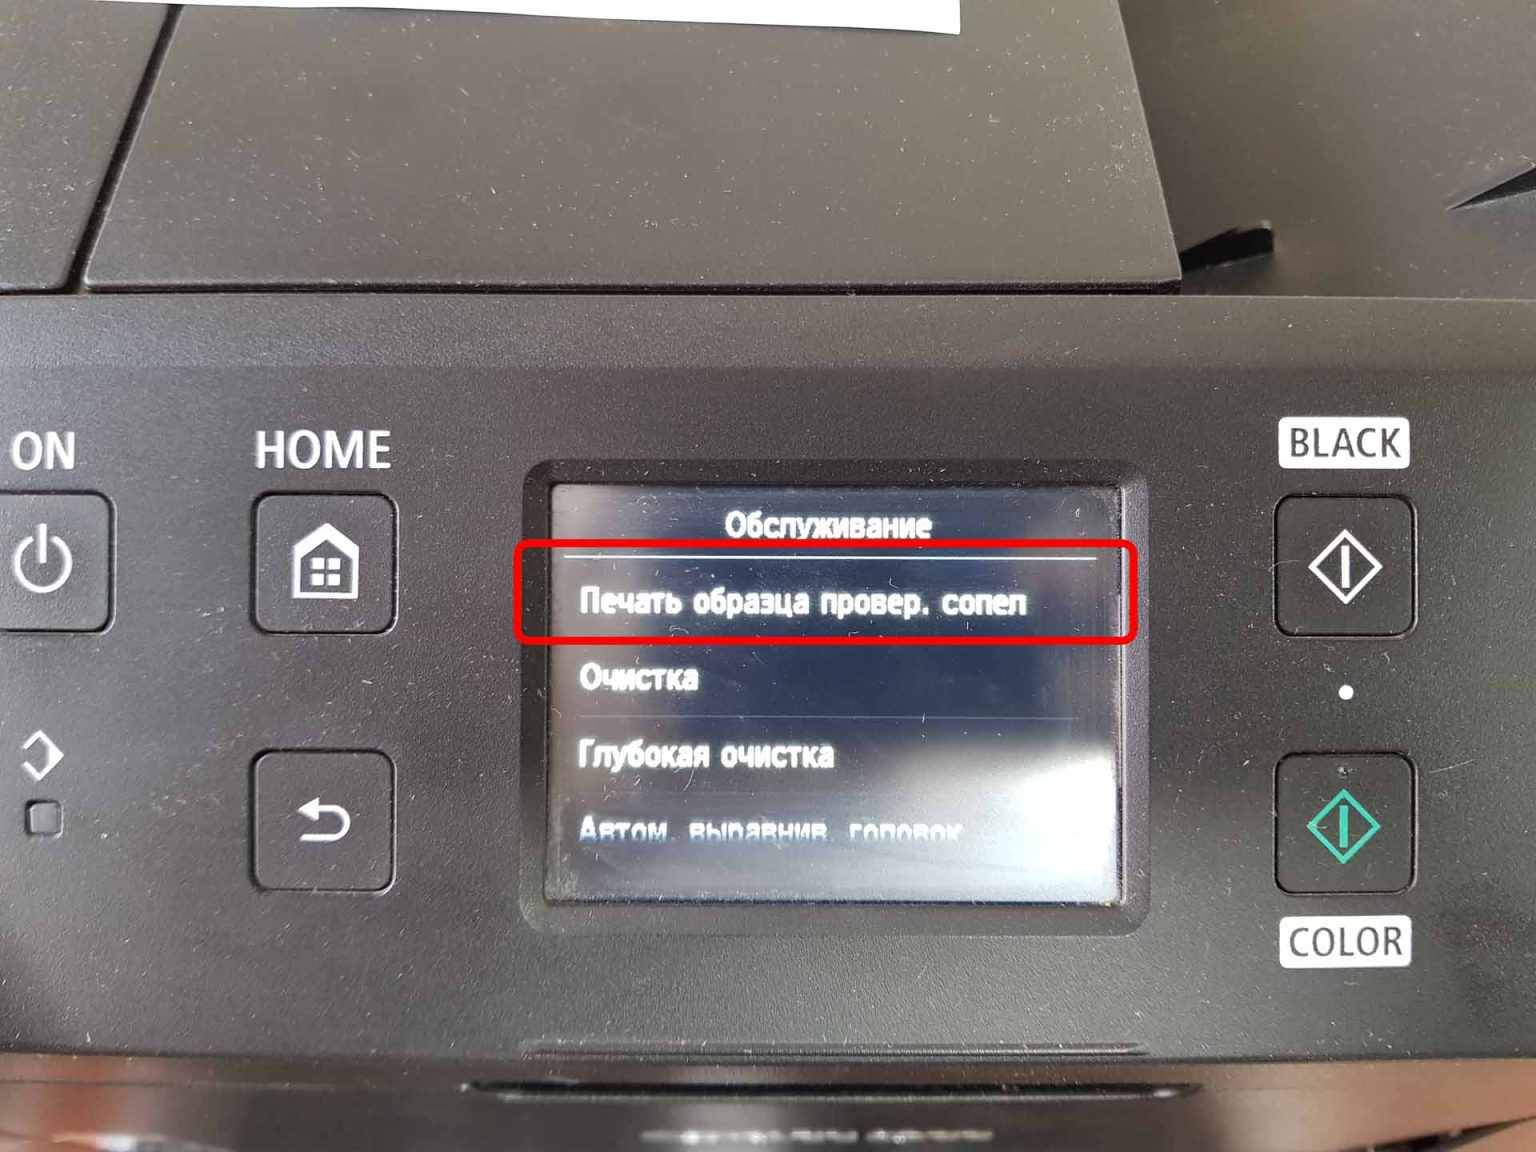 ON
HOME
BLACK
Обслуживание
Печать образца провер. сопел
Очистка
Глубокая очистка
Автом. выравнив. головок
COLOR